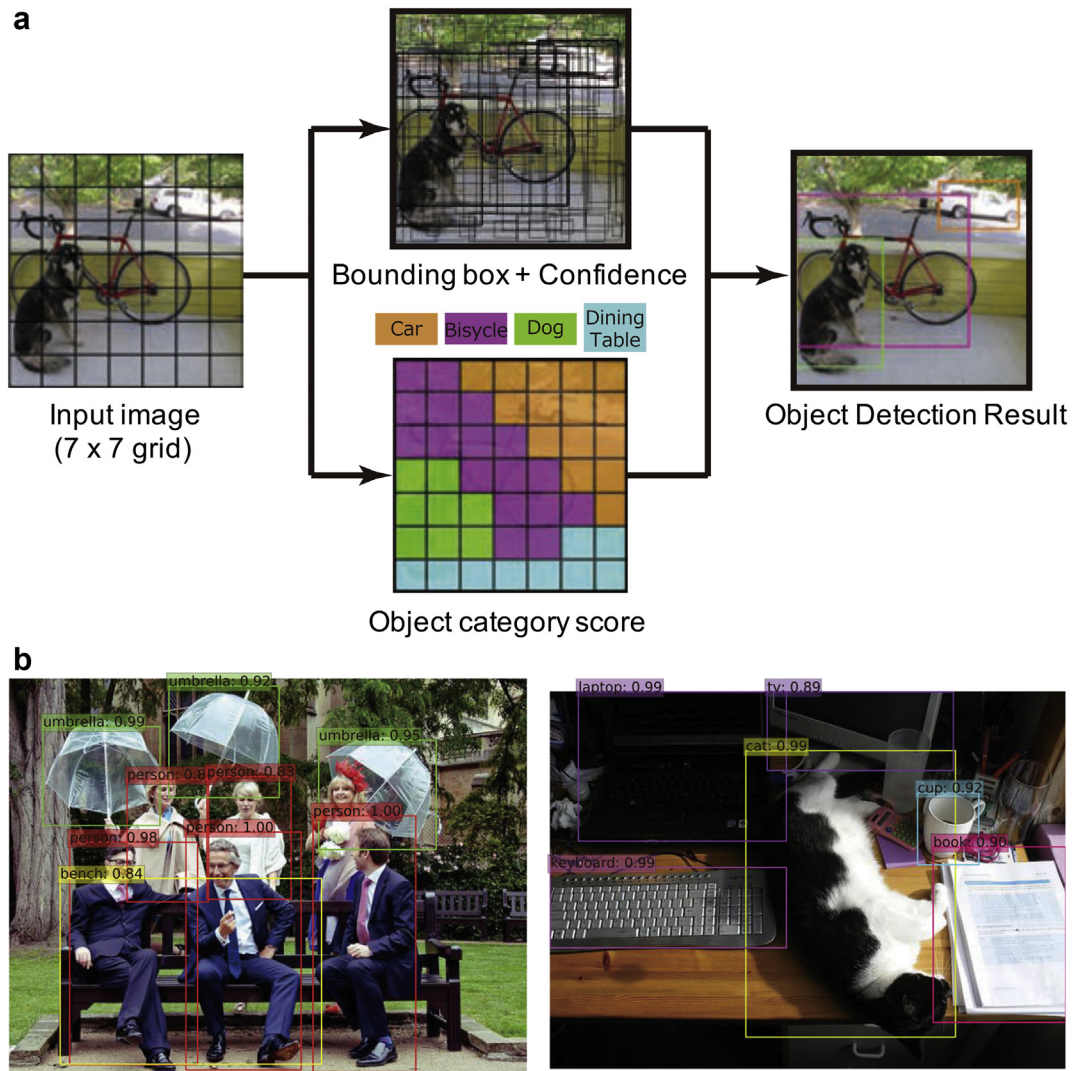 a
Bounding box + Confidence
Car
Bisycle
Dog
Dining
Table
Input image
(7 x 7 grid)
Object Detection Result
Object category score
b
umbrella: 0.92
umbrella: 0.99
umbrella: 0.95
person: 0.8
person: 0.83
person: 1.00
person: 1.00
person: 0.98
bench: 0.84
laptop: 0.99
tv: 0.89
cat: 0.99
cup: 0.92
book: 0.90
keyboard: 0.99